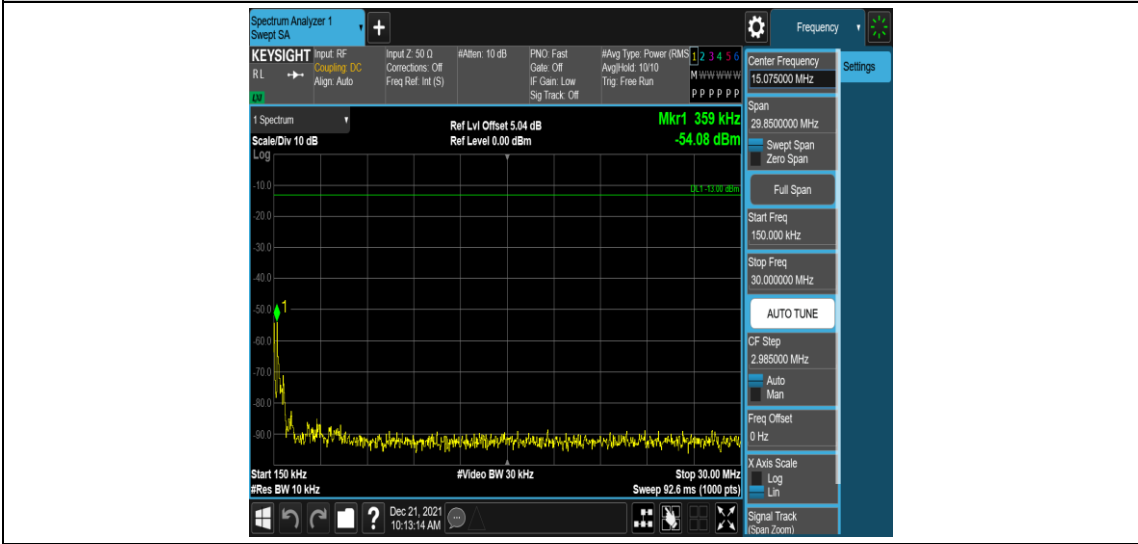 Spectrum Analyzer 1
Swept SA
+
Frequency
KEYSIGHT
RL
Input: RF
Coupling: DC
Align: Auto
Input Z: 50 Ω
Corrections: Off
Freq Ref: Int (S)
#Atten: 10 dB
PNO: Fast
Gate: Off
IF Gain: Low
Sig Track: Off
#Avg Type: Power (RMS
Avg|Hold: 10/10
Trig: Free Run
1 2 3 4 5 6
M W W W W W
P P P P P P
1 Spectrum
Scale/Div 10 dB
Log
Ref Lvl Offset 5.04 dB
Ref Level 0.00 dBm
Mkr1 359 kHz
-54.08 dBm
DL1 -13.00 dBm
-10.0
-20.0
-30.0
-40.0
-50.0
-60.0
-70.0
-80.0
-90.0
1
Start 150 kHz
#Res BW 10 kHz
#Video BW 30 kHz
Stop 30.00 MHz
Sweep 92.6 ms (1000 pts)
?
Dec 21, 2021
10:13:14 AM
Center Frequency
15.075000 MHz
Settings
Span
29.8500000 MHz
Swept Span
Zero Span
Full Span
Start Freq
150.000 kHz
Stop Freq
30.000000 MHz
AUTO TUNE
CF Step
2.985000 MHz
Auto
Man
Freq Offset
0 Hz
X Axis Scale
Log
Lin
Signal Track
(Span Zoom)